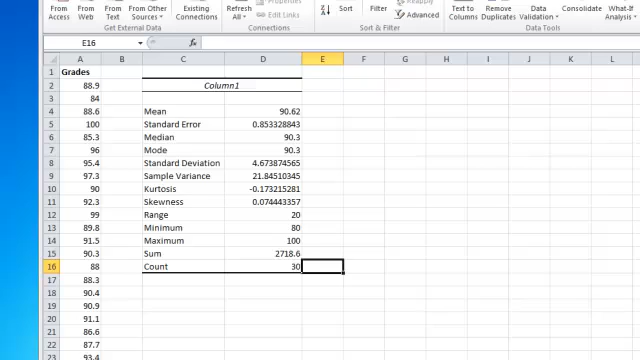 From Access
From Web
From Text
From Other Sources
Existing Connections
Refresh All
Properties
Edit Links
Sort
Filter
Reapply
Advanced
Text to Columns
Remove Duplicates
Data Validation
Consolidate
What-If Analysis
Get External Data
Connections
Sort & Filter
Data Tools
E16 fx
A B C D E F G H I J K L
1 Grades
2 88.9 Column1
3 84
4 88.6 Mean 90.62
5 100 Standard Error 0.853328843
6 85.3 Median 90.3
7 96 Mode 90.3
8 95.4 Standard Deviation 4.673874565
9 97.3 Sample Variance 21.84510345
10 90 Kurtosis -0.173215281
11 92.3 Skewness 0.074443357
12 99 Range 20
13 89.8 Minimum 80
14 91.5 Maximum 100
15 90.3 Sum 2718.6
16 88 Count 30
17 88.3
18 90.4
19 90.9
20 91.1
21 86.6
22 87.7
23 93.4